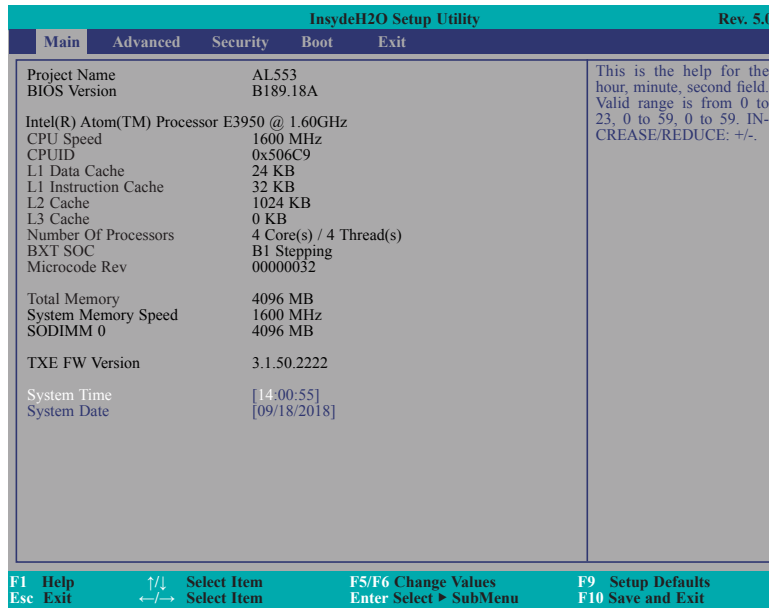 InsydeH2O Setup Utility Rev. 5.0
Main Advanced Security Boot Exit
Project Name AL553
BIOS Version B189.18A
Intel(R) Atom(TM) Processor E3950 @ 1.60GHz
CPU Speed 1600 MHz
CPUID 0x506C9
L1 Data Cache 24 KB
L1 Instruction Cache 32 KB
L2 Cache 1024 KB
L3 Cache 0 KB
Number Of Processors 4 Core(s) / 4 Thread(s)
BXT SOC B1 Stepping
Microcode Rev 00000032
Total Memory 4096 MB
System Memory Speed 1600 MHz
SODIMM 0 4096 MB
TXE FW Version 3.1.50.2222
System Time [14:00:55]
System Date [09/18/2018]
This is the help for the
hour, minute, second field.
Valid range is from 0 to
23, 0 to 59, 0 to 59. IN-
CREASE/REDUCE: +/-.
F1 Help ↑/↓ Select Item F5/F6 Change Values F9 Setup Defaults
Esc Exit ←/→ Select Item Enter Select ▶ SubMenu F10 Save and Exit